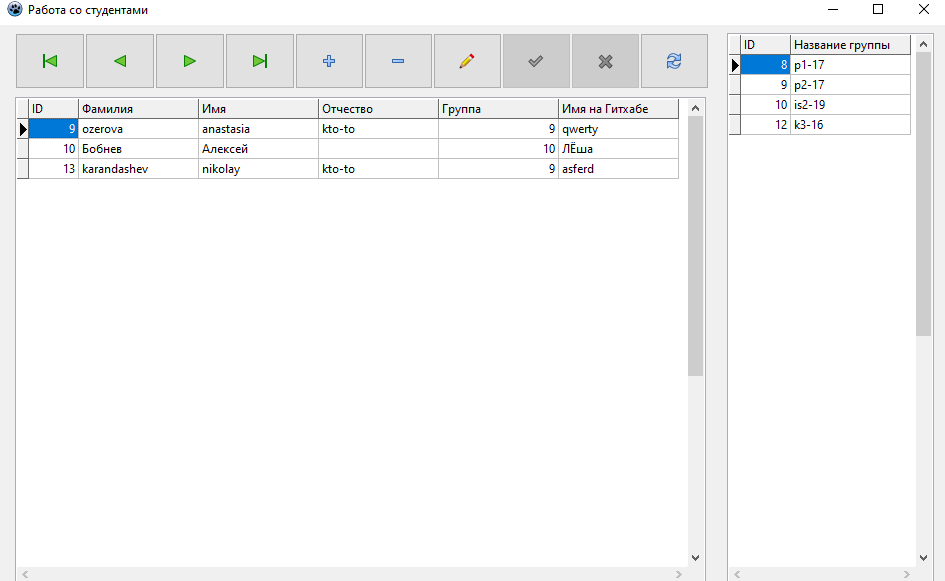 Работа со студентами
ID Фамилия Имя Отчество Группа Имя на Гитхабе
9 ozerova anastasia kto-to 9 qwerty
10 Бобнев Алексей 10 ЛЁша
13 karandashev nikolay kto-to 9 asferd
ID Название группы
8 p1-17
9 p2-17
10 is2-19
12 k3-16